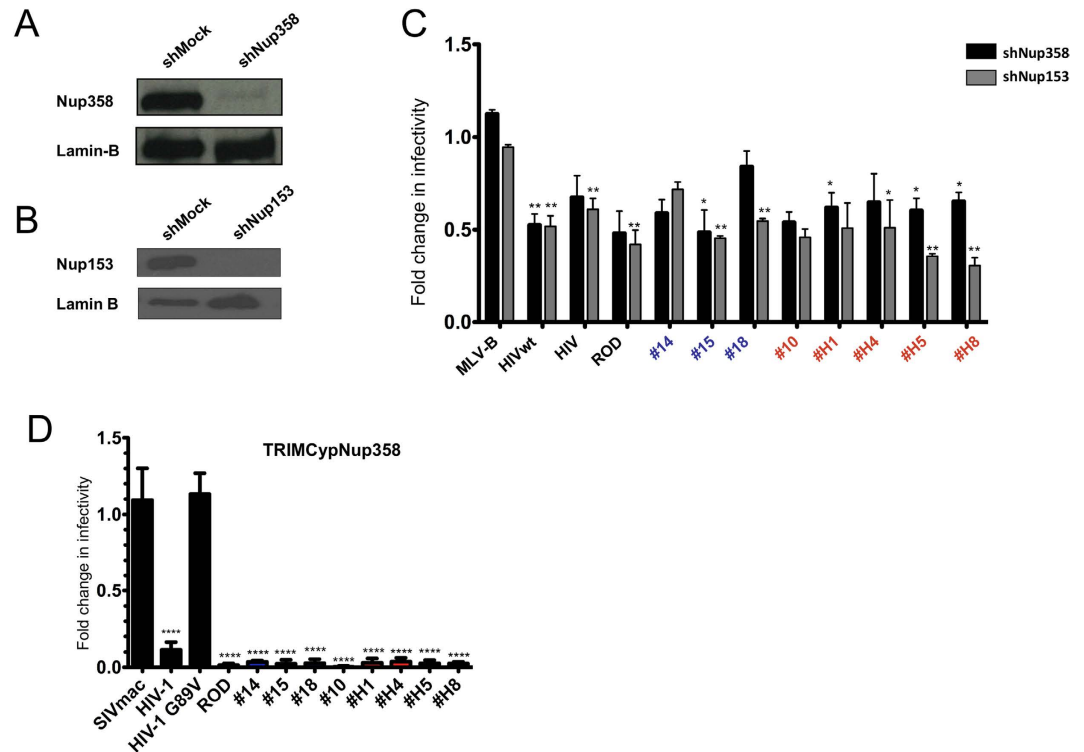 A
shMock
shNup358
Nup358
Lamin-B
B
shMock
shNup153
Nup153
Lamin B
C
1.5
1.0
0.5
0.0
Fold change in infectivity
shNup358
shNup153
** **
**
**
* **
**
*
*
* **
* **
MLV-B
HIVwt
HIV
ROD
#14
#15
#18
#10
#H1
#H4
#H5
#H8
D
TRIMCypNup358
1.5
1.0
0.5
0.0
Fold change in infectivity
**** **** **** **** **** **** **** **** **** ****
SIVmac
HIV-1
HIV-1 G89V
ROD
#14
#15
#18
#10
#H1
#H4
#H5
#H8